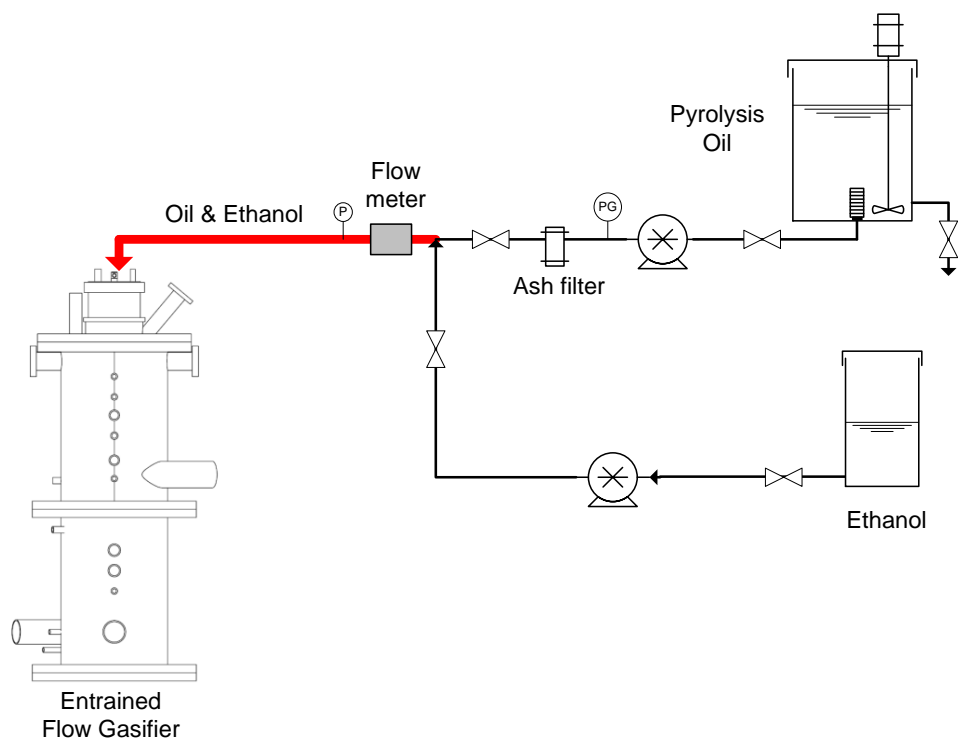 Pyrolysis
Oil
Flow
meter
Oil & Ethanol
P
PG
Ash filter
Ethanol
Entrained
Flow Gasifier